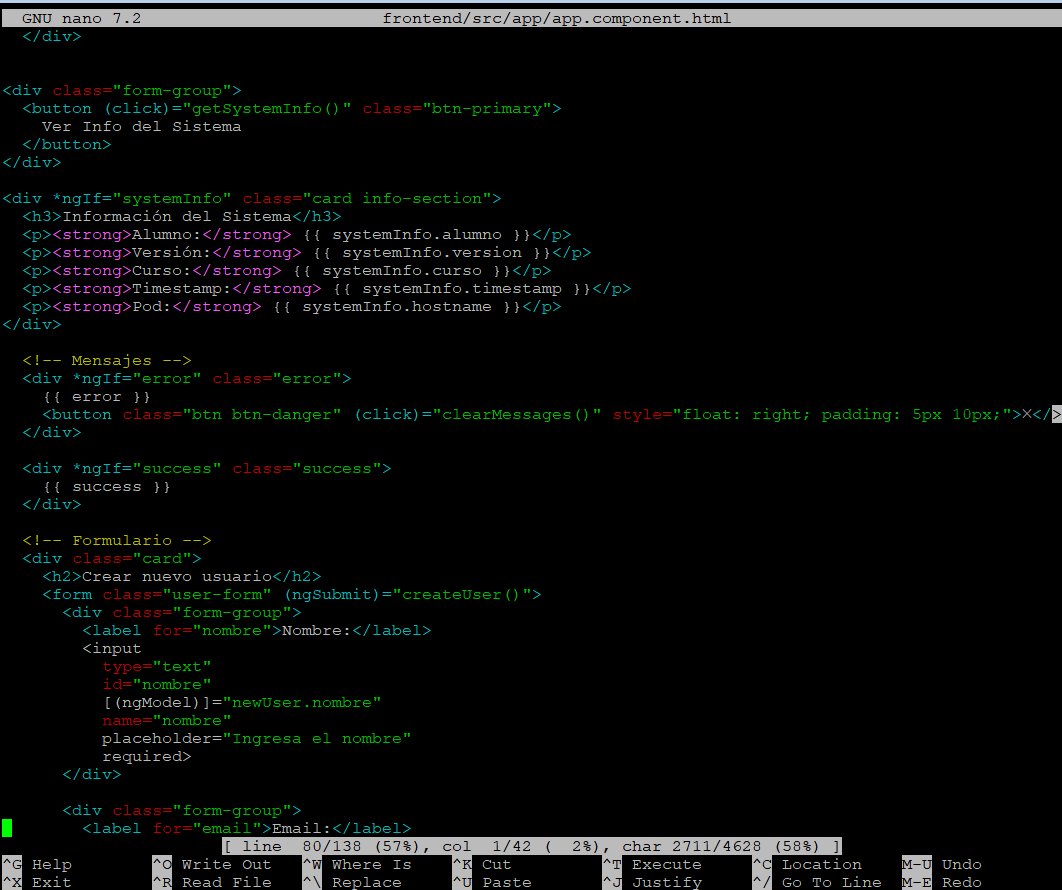 GNU nano 7.2 frontend/src/app/app.component.html
</div>
<div class="form-group">
<button (click)="getSystemInfo()" class="btn-primary">
Ver Info del Sistema
</button>
</div>
<div *ngIf="systemInfo" class="card info-section">
<h3>Información del Sistema</h3>
<p><strong>Alumno:</strong> {{ systemInfo.alumno }}</p>
<p><strong>Versión:</strong> {{ systemInfo.version }}</p>
<p><strong>Curso:</strong> {{ systemInfo.curso }}</p>
<p><strong>Timestamp:</strong> {{ systemInfo.timestamp }}</p>
<p><strong>Pod:</strong> {{ systemInfo.hostname }}</p>
</div>
<!-- Mensajes -->
<div *ngIf="error" class="error">
{{ error }}
<button class="btn btn-danger" (click)="clearMessages()" style="float: right; padding: 5px 10px;">×</>
</div>
<div *ngIf="success" class="success">
{{ success }}
</div>
<!-- Formulario -->
<div class="card">
<h2>Crear nuevo usuario</h2>
<form class="user-form" (ngSubmit)="createUser()">
<div class="form-group">
<label for="nombre">Nombre:</label>
<input
type="text"
id="nombre"
[(ngModel)]="newUser.nombre"
name="nombre"
placeholder="Ingresa el nombre"
required>
</div>
<div class="form-group">
<label for="email">Email:</label>
[ line 80/138 (57%), col 1/42 ( 2%), char 2711/4628 (58%) ]
^G Help ^O Write Out ^W Where Is ^K Cut ^T Execute ^C Location M-U Undo
^X Exit ^R Read File ^\ Replace ^U Paste ^J Justify ^/ Go To Line M-E Redo